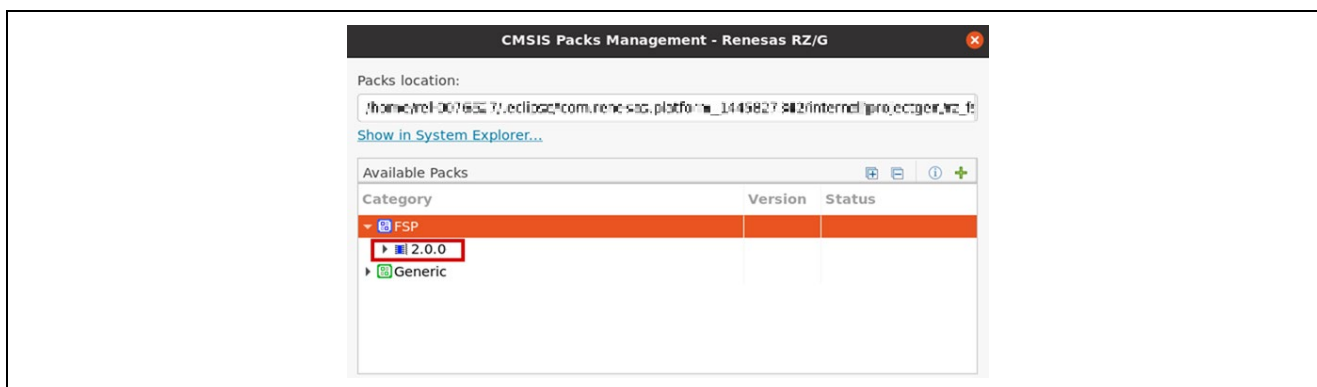 CMSIS Packs Management - Renesas RZ/G
Packs location:
Show in System Explorer...
Available Packs
Category Version Status
FSP
2.0.0
Generic